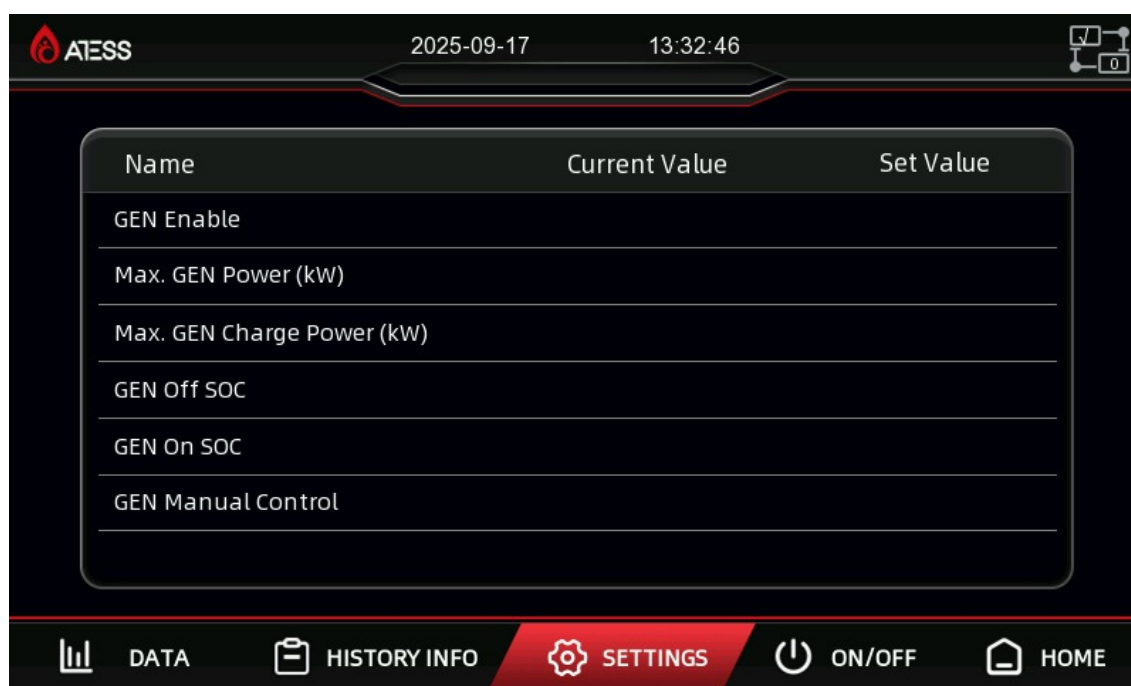 ATESS 2025-09-17 13:32:46
0
Name Current Value Set Value
GEN Enable
Max. GEN Power (kW)
Max. GEN Charge Power (kW)
GEN Off SOC
GEN On SOC
GEN Manual Control
DATA HISTORY INFO SETTINGS ON/OFF HOME